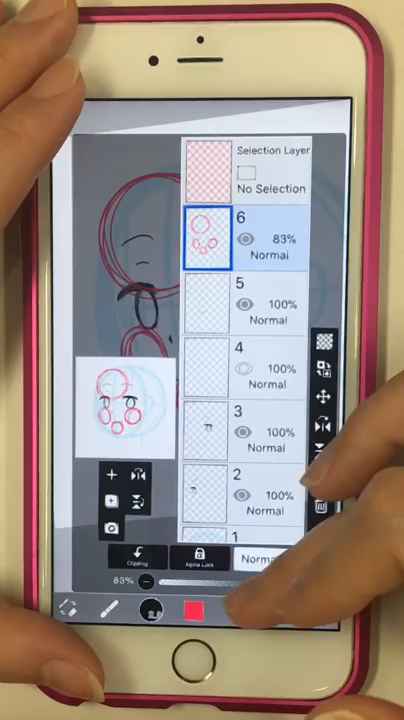 Selection Layer
No Selection
6
83%
Normal
5
100%
Normal
4
100%
Normal
3
100%
Normal
2
100%
Normal
1
Clipping
Alpha Lock
Norma
83%